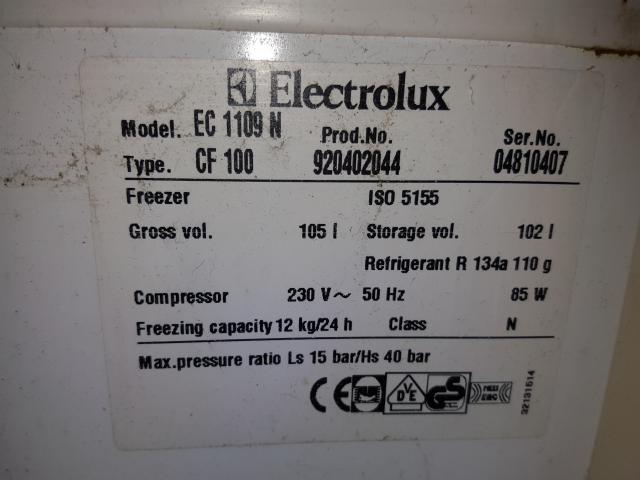 Electrolux
Model. EC 1109 N Prod.No. Ser.No.
Type. CF 100 920402044 04810407
Freezer ISO 5155
Gross vol. 105 l Storage vol. 102 l
Refrigerant R 134a 110 g
Compressor 230 V~ 50 Hz 85 W
Freezing capacity 12 kg/24 h Class N
Max.pressure ratio Ls 15 bar/Hs 40 bar
CE DVE GS
32131514